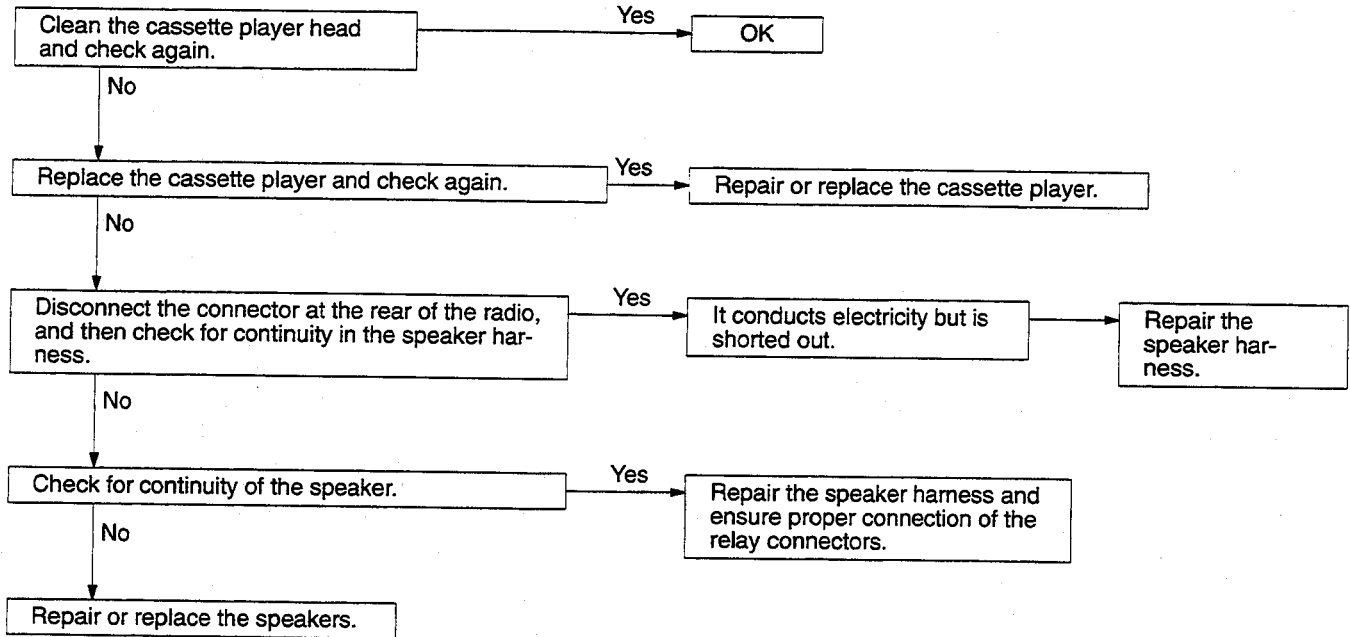 Clean the cassette player head
and check again.
Yes
OK
No
Replace the cassette player and check again.
Yes
Repair or replace the cassette player.
No
Disconnect the connector at the rear of the radio,
and then check for continuity in the speaker har-
ness.
Yes
It conducts electricity but is
shorted out.
Repair the
speaker har-
ness.
No
Check for continuity of the speaker.
Yes
Repair the speaker harness and
ensure proper connection of the
relay connectors.
No
Repair or replace the speakers.